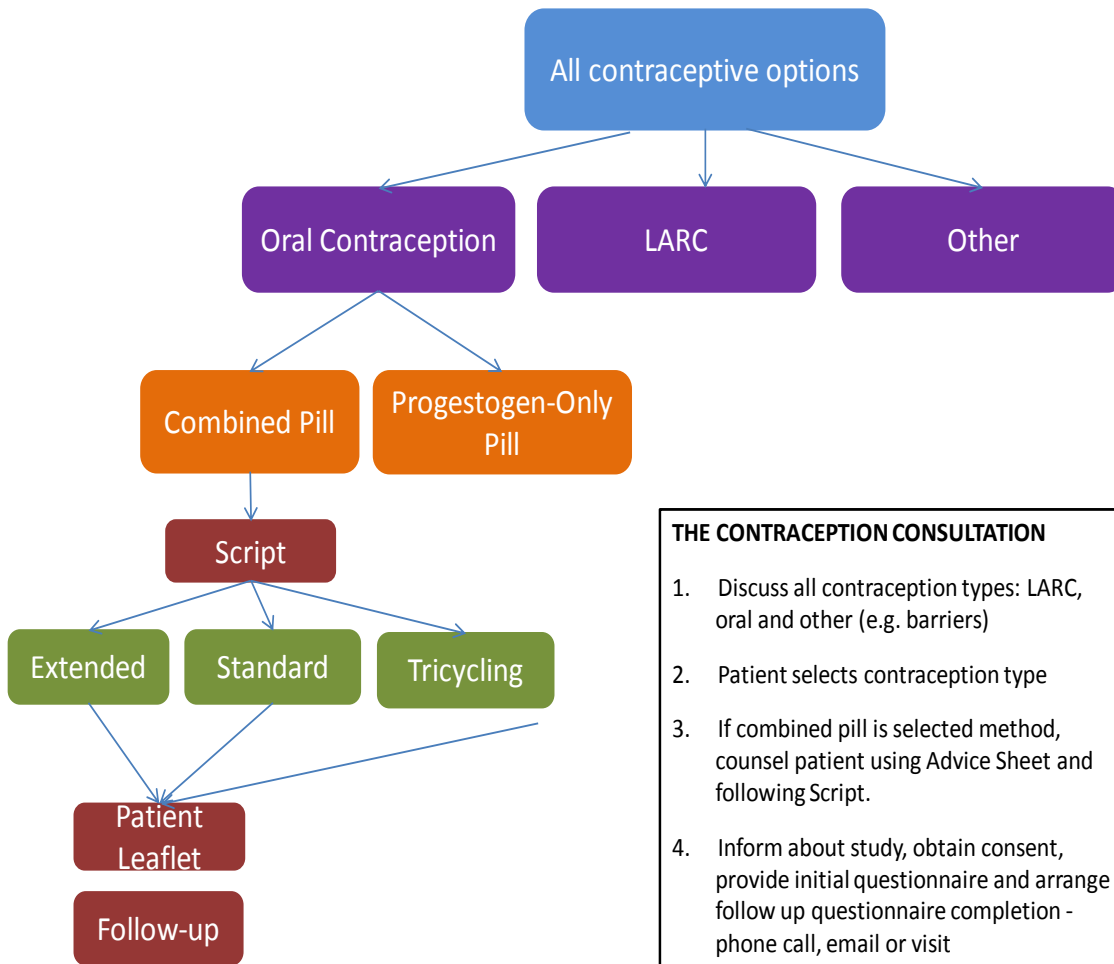 All contraceptive options
Oral Contraception
LARC
Other
Combined Pill
Progestogen-Only
Pill
Script
Extended
Standard
Tricycling
Patient
Leaflet
Follow-up
THE CONTRACEPTION CONSULTATION
1. Discuss all contraception types: LARC,
oral and other (e.g. barriers)
2. Patient selects contraception type
3. If combined pill is selected method,
counsel patient using Advice Sheet and
following Script.
4. Inform about study, obtain consent,
provide initial questionnaire and arrange
follow up questionnaire completion -
phone call, email or visit